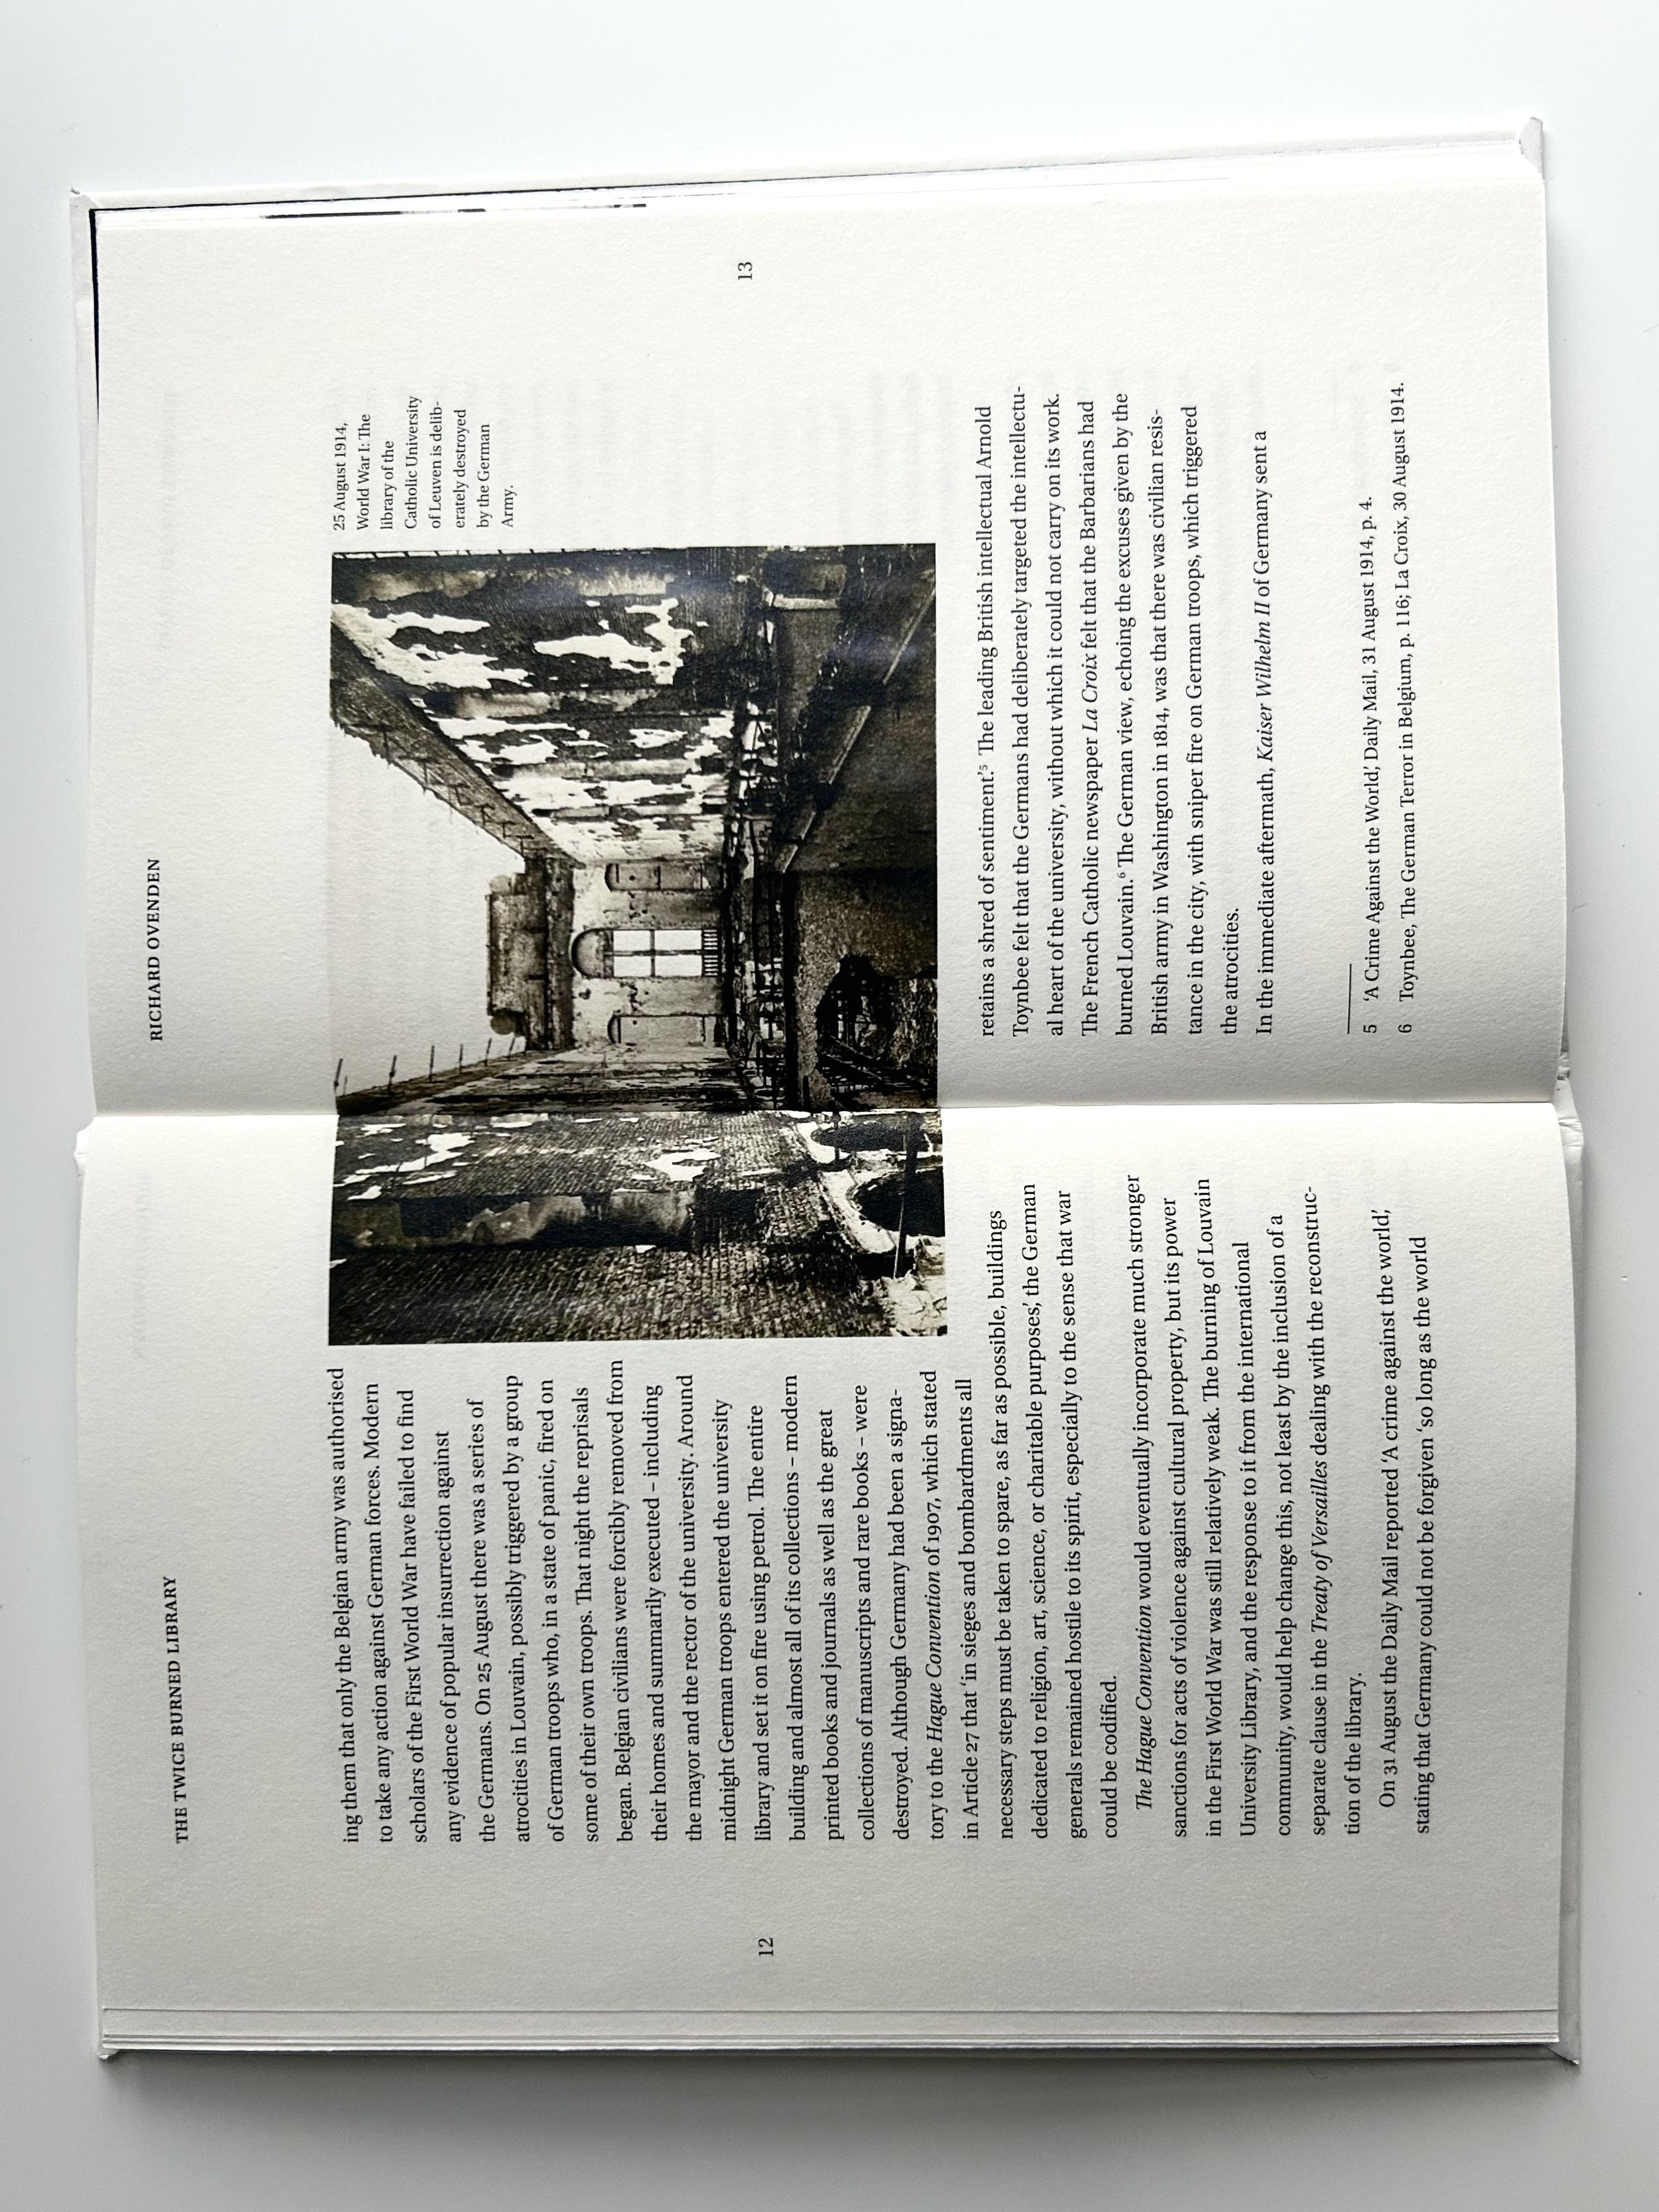 THE TWICE BURNED LIBRARY
ing them that only the Belgian army was authorised
to take any action against German forces. Modern
scholars of the First World War have failed to find
any evidence of popular insurrection against
the Germans. On 25 August there was a series of
atrocities in Louvain, possibly triggered by a group
of German troops who, in a state of panic, fired on
some of their own troops. That night the reprisals
began. Belgian civilians were forcibly removed from
their homes and summarily executed – including
the mayor and the rector of the university. Around
midnight German troops entered the university
library and set it on fire using petrol. The entire
building and almost all of its collections – modern
printed books and journals as well as the great
collections of manuscripts and rare books – were
destroyed. Although Germany had been a signa-
tory to the Hague Convention of 1907, which stated
in Article 27 that ‘in sieges and bombardments all
necessary steps must be taken to spare, as far as possible, buildings
dedicated to religion, art, science, or charitable purposes’, the German
generals remained hostile to its spirit, especially to the sense that war
could be codified.
The Hague Convention would eventually incorporate much stronger
sanctions for acts of violence against cultural property, but its power
in the First World War was still relatively weak. The burning of Louvain
University Library, and the response to it from the international
community, would help change this, not least by the inclusion of a
separate clause in the Treaty of Versailles dealing with the reconstruc-
tion of the library.
On 31 August the Daily Mail reported ‘A crime against the world’,
stating that Germany could not be forgiven ‘so long as the world
12
RICHARD OVENDEN
25 August 1914,
World War I: The
library of the
Catholic University
of Leuven is delib-
erately destroyed
by the German
Army.
retains a shred of sentiment.’⁵ The leading British intellectual Arnold
Toynbee felt that the Germans had deliberately targeted the intellectu-
al heart of the university, without which it could not carry on its work.
The French Catholic newspaper La Croix felt that the Barbarians had
burned Louvain.⁶ The German view, echoing the excuses given by the
British army in Washington in 1814, was that there was civilian resis-
tance in the city, with sniper fire on German troops, which triggered
the atrocities.
In the immediate aftermath, Kaiser Wilhelm II of Germany sent a
5 ‘A Crime Against the World’, Daily Mail, 31 August 1914, p. 4.
6 Toynbee, The German Terror in Belgium, p. 116; La Croix, 30 August 1914.
13